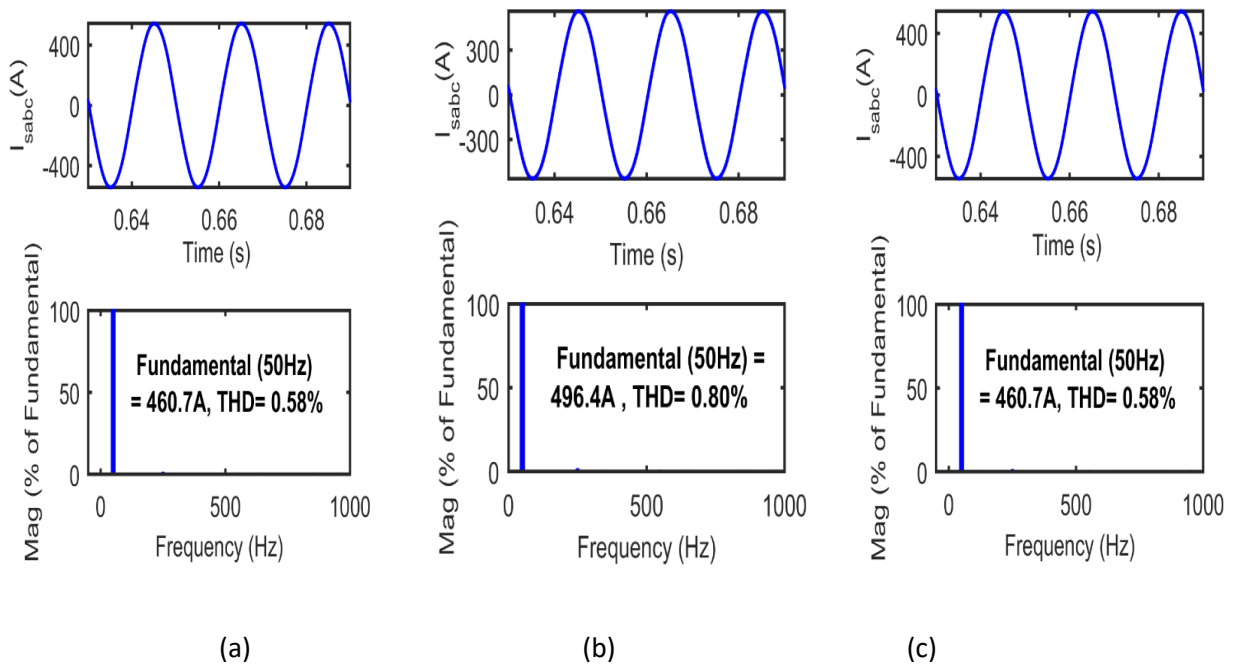 I_sabc(A)
400
0
-400
0.64
0.66
0.68
Time (s)
Mag (% of Fundamental)
100
50
0
Fundamental (50Hz)
= 460.7A, THD= 0.58%
0
500
1000
Frequency (Hz)
(a)
I_sabc(A)
300
0
-300
0.64
0.66
0.68
Time (s)
Mag (% of Fundamental)
100
50
0
Fundamental (50Hz) =
496.4A , THD= 0.80%
0
500
1000
Frequency (Hz)
(b)
I_sabc(A)
400
0
-400
0.64
0.66
0.68
Time (s)
Mag (% of Fundamental)
100
50
0
Fundamental (50Hz)
= 460.7A, THD= 0.58%
0
500
1000
Frequency (Hz)
(c)